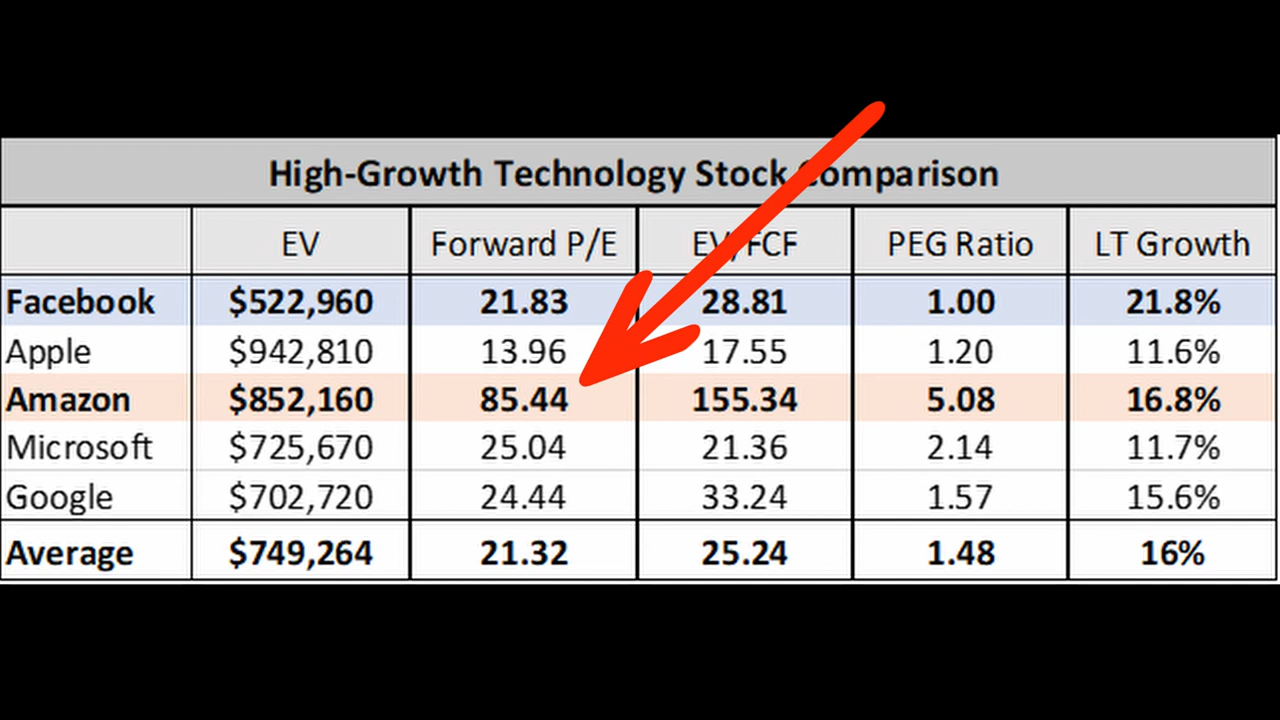 High-Growth Technology Stock Comparison
EV Forward P/E EV/FCF PEG Ratio LT Growth
Facebook $522,960 21.83 28.81 1.00 21.8%
Apple $942,810 13.96 17.55 1.20 11.6%
Amazon $852,160 85.44 155.34 5.08 16.8%
Microsoft $725,670 25.04 21.36 2.14 11.7%
Google $702,720 24.44 33.24 1.57 15.6%
Average $749,264 21.32 25.24 1.48 16%